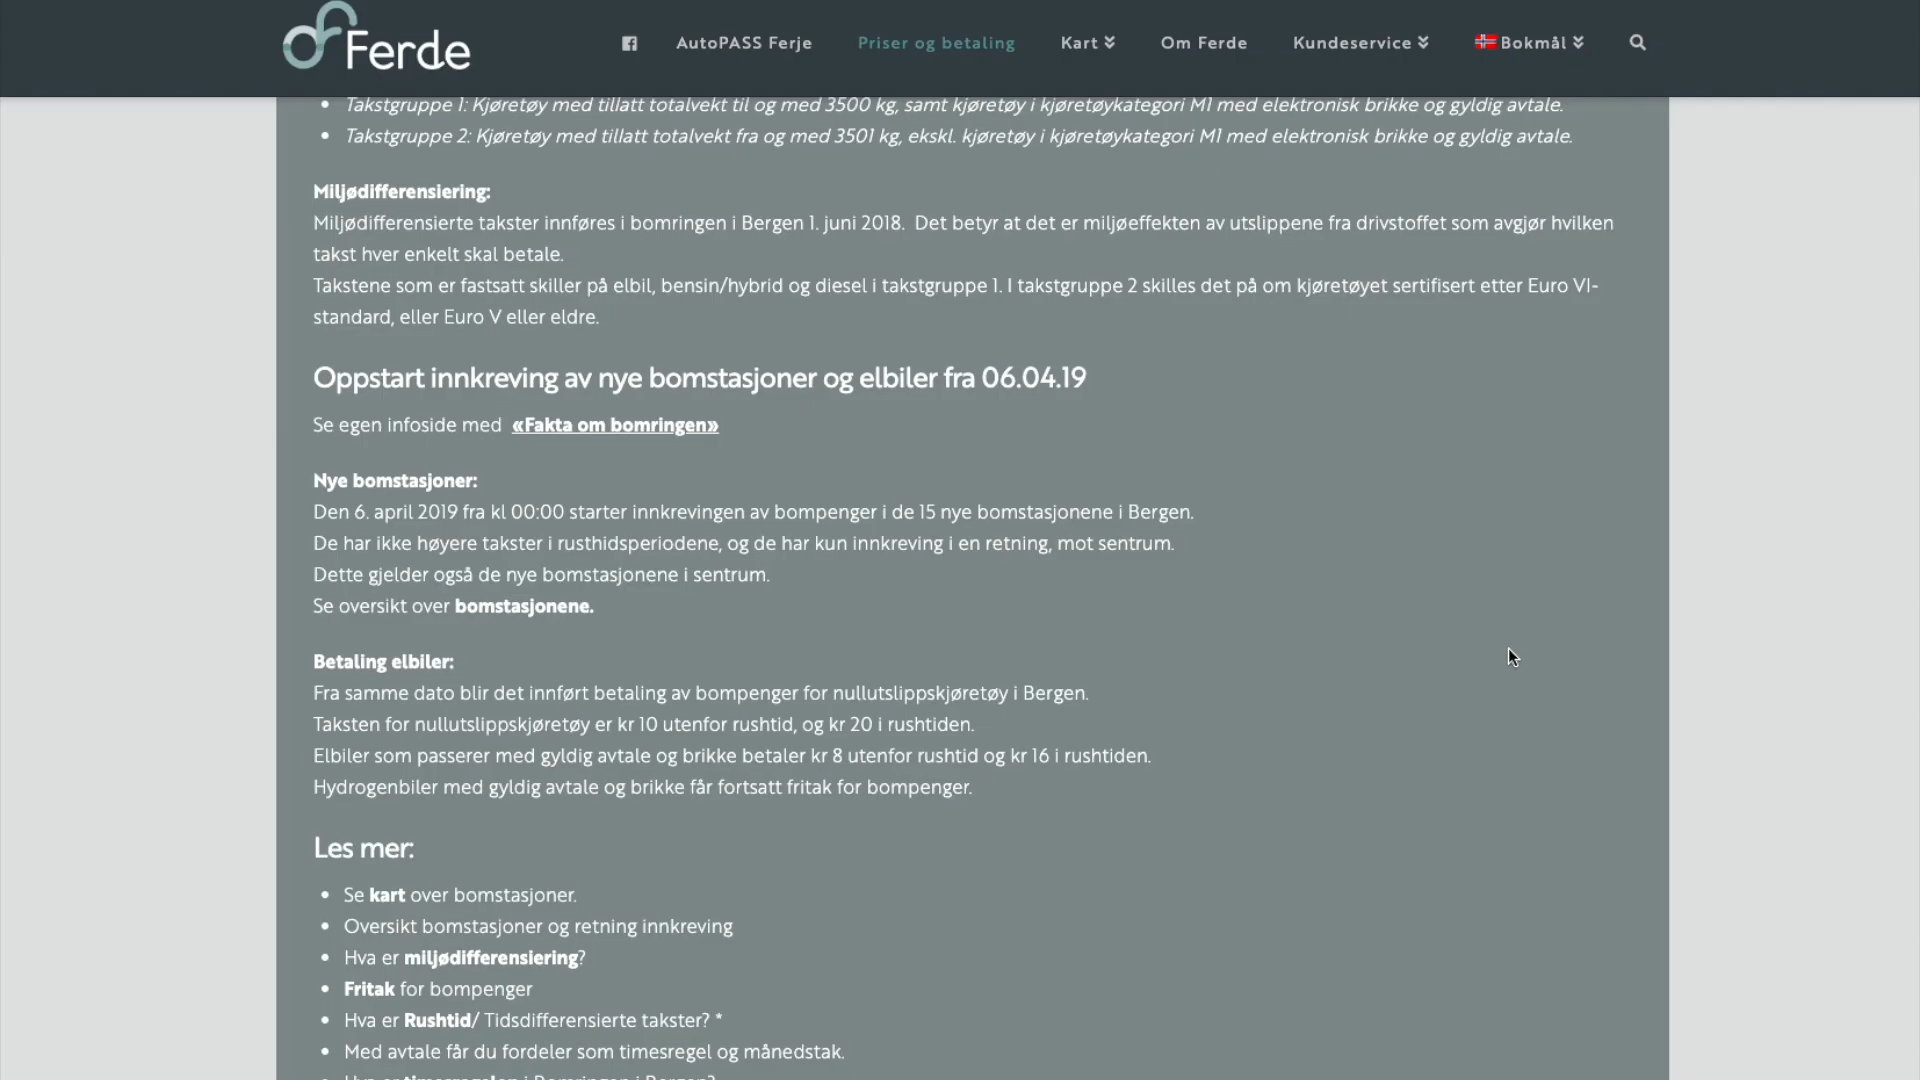 Ferde
AutoPASS Ferje
Priser og betaling
Kart
Om Ferde
Kundeservice
Bokmål
Takstgruppe 1: Kjøretøy med tillatt totalvekt til og med 3500 kg, samt kjøretøy i kjøretøykategori M1 med elektronisk brikke og gyldig avtale.
Takstgruppe 2: Kjøretøy med tillatt totalvekt fra og med 3501 kg, ekskl. kjøretøy i kjøretøykategori M1 med elektronisk brikke og gyldig avtale.
Miljødifferensiering:
Miljødifferensierte takster innføres i bomringen i Bergen 1. juni 2018. Det betyr at det er miljøeffekten av utslippene fra drivstoffet som avgjør hvilken
takst hver enkelt skal betale.
Takstene som er fastsatt skiller på elbil, bensin/hybrid og diesel i takstgruppe 1. I takstgruppe 2 skilles det på om kjøretøyet sertifisert etter Euro VI-
standard, eller Euro V eller eldre.
Oppstart innkreving av nye bomstasjoner og elbiler fra 06.04.19
Se egen infoside med «Fakta om bomringen»
Nye bomstasjoner:
Den 6. april 2019 fra kl 00:00 starter innkrevingen av bompenger i de 15 nye bomstasjonene i Bergen.
De har ikke høyere takster i rusthidsperiodene, og de har kun innkreving i en retning, mot sentrum.
Dette gjelder også de nye bomstasjonene i sentrum.
Se oversikt over bomstasjonene.
Betaling elbiler:
Fra samme dato blir det innført betaling av bompenger for nullutslippskjøretøy i Bergen.
Taksten for nullutslippskjøretøy er kr 10 utenfor rushtid, og kr 20 i rushtiden.
Elbiler som passerer med gyldig avtale og brikke betaler kr 8 utenfor rushtid og kr 16 i rushtiden.
Hydrogenbiler med gyldig avtale og brikke får fortsatt fritak for bompenger.
Les mer:
Se kart over bomstasjoner.
Oversikt bomstasjoner og retning innkreving
Hva er miljødifferensiering?
Fritak for bompenger
Hva er Rushtid/ Tidsdifferensierte takster? *
Med avtale får du fordeler som timesregel og månedstak.
Hva er timesregelen i Bomringen i Bergen?